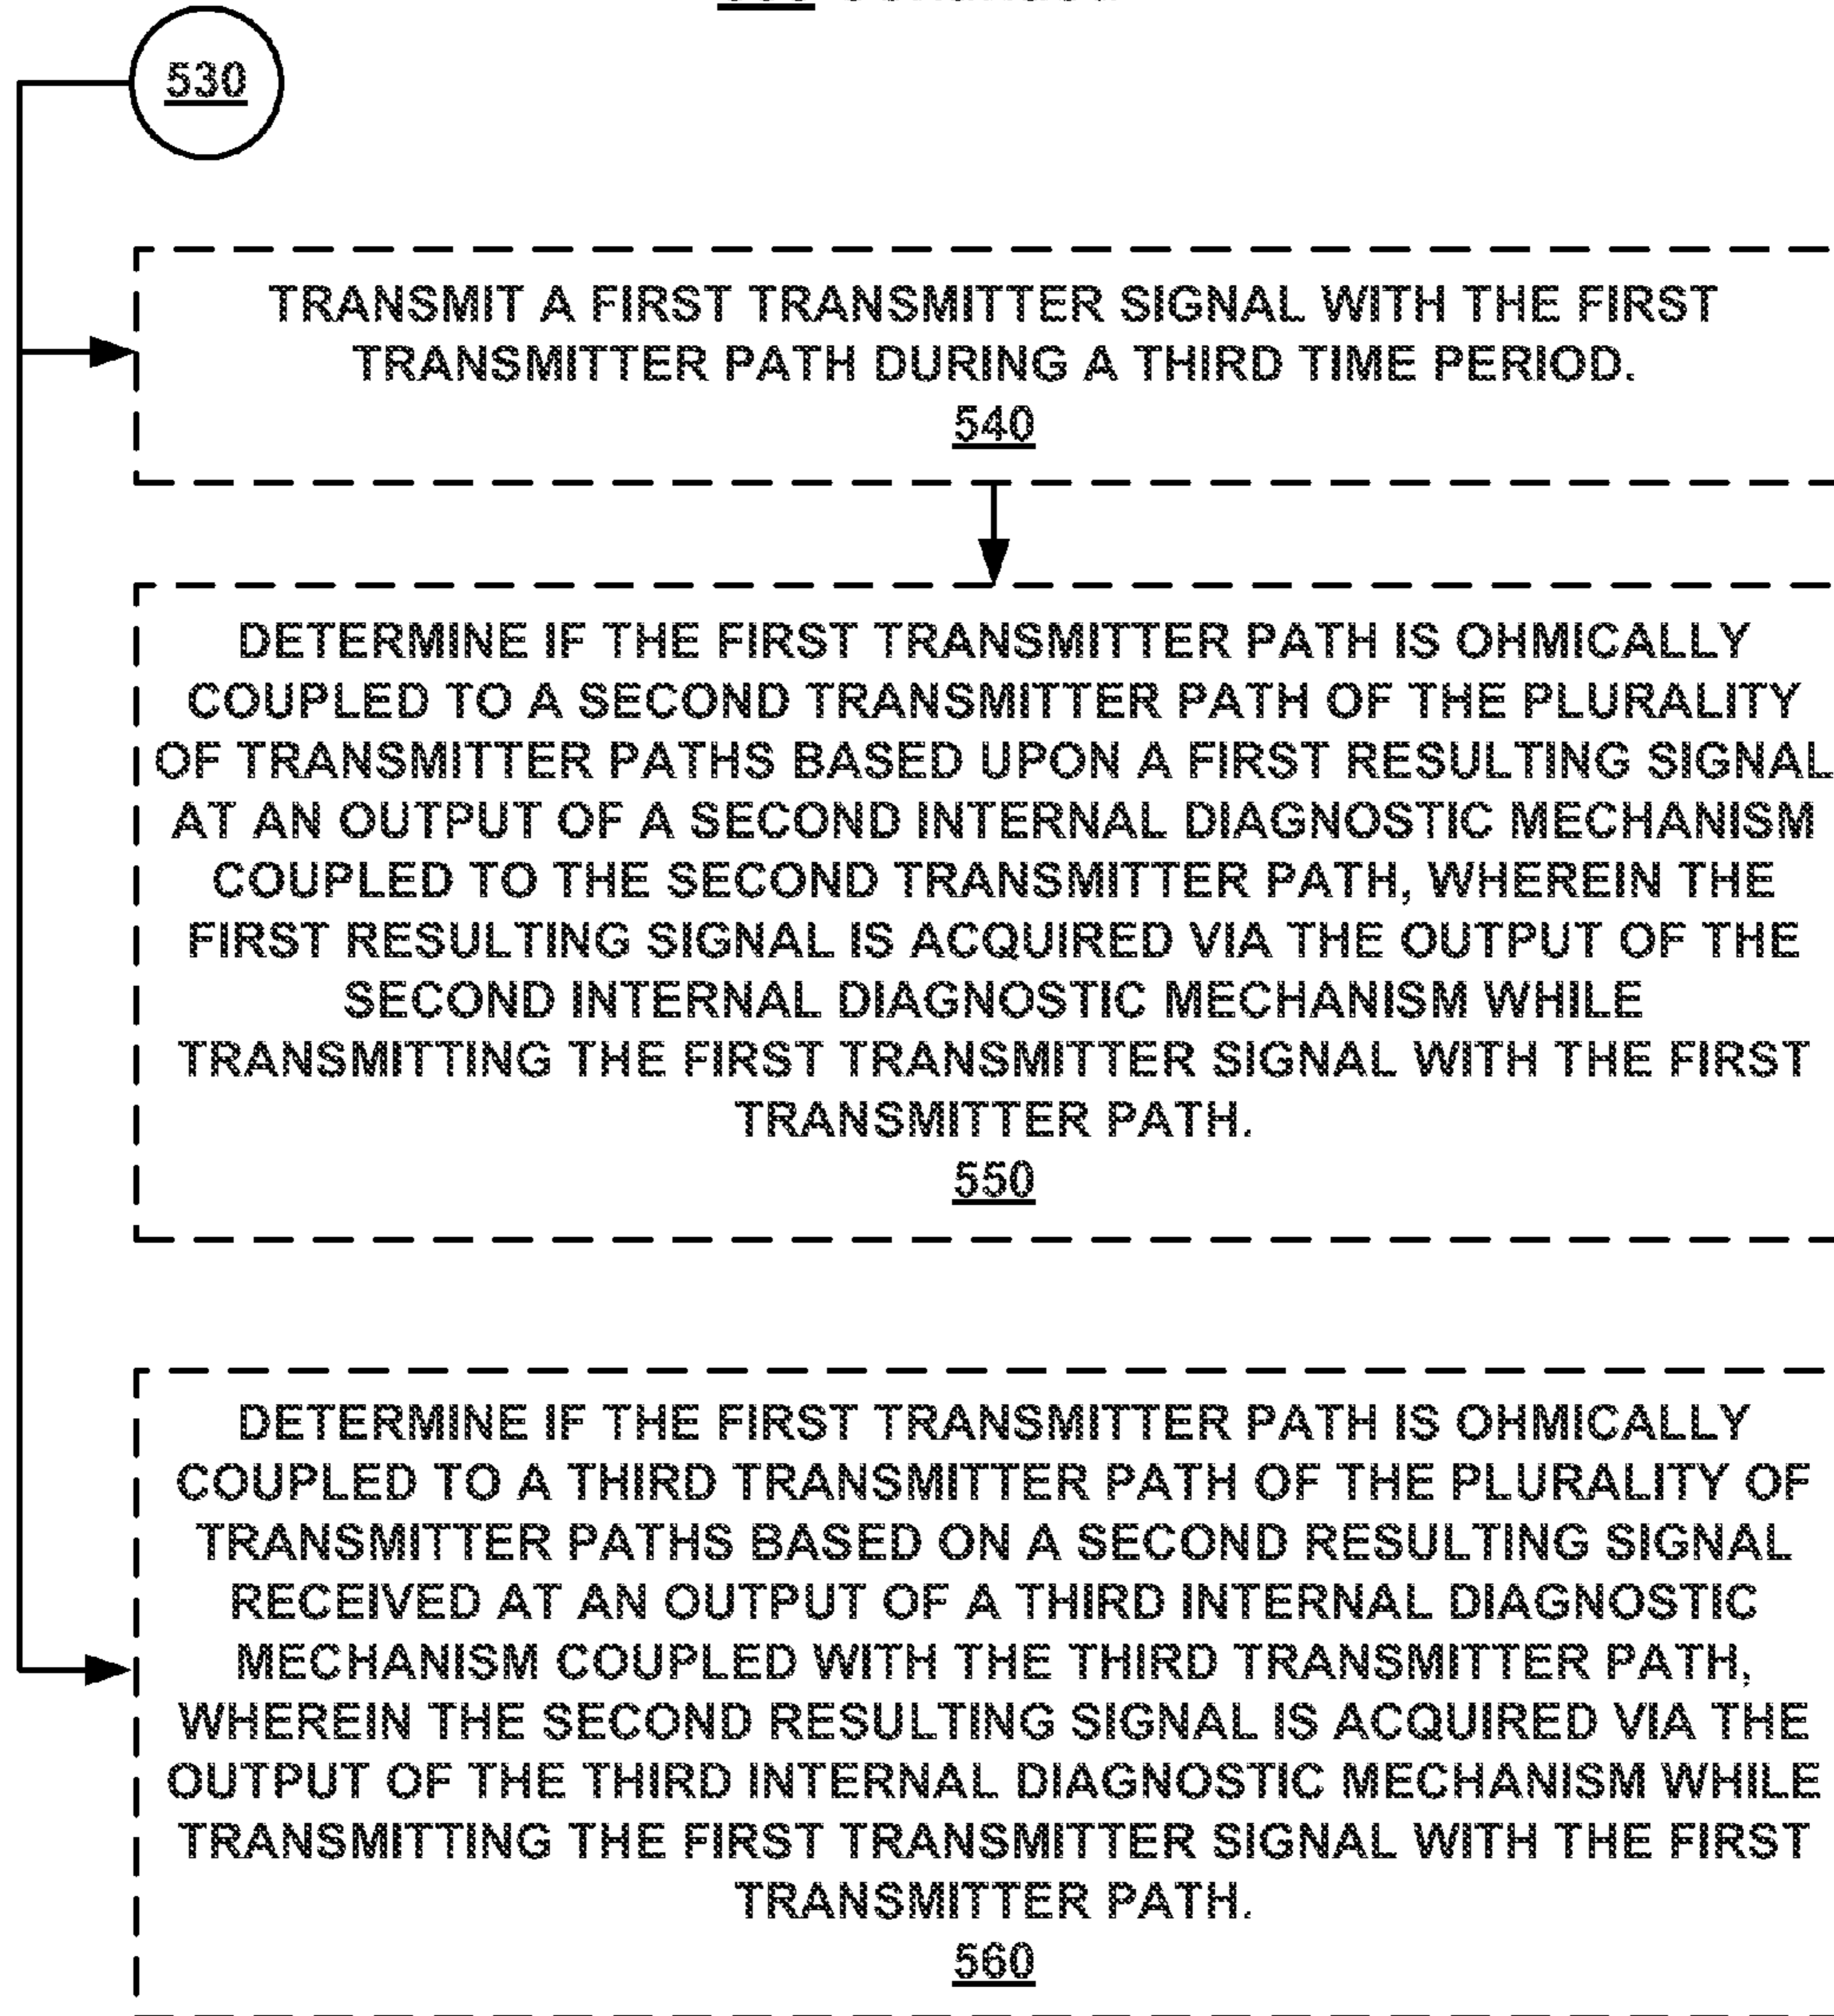 530
TRANSMIT A FIRST TRANSMITTER SIGNAL WITH THE FIRST
TRANSMITTER PATH DURING A THIRD TIME PERIOD.
540
DETERMINE IF THE FIRST TRANSMITTER PATH IS OHMICALLY
COUPLED TO A SECOND TRANSMITTER PATH OF THE PLURALITY
OF TRANSMITTER PATHS BASED UPON A FIRST RESULTING SIGNAL
AT AN OUTPUT OF A SECOND INTERNAL DIAGNOSTIC MECHANISM
COUPLED TO THE SECOND TRANSMITTER PATH, WHEREIN THE
FIRST RESULTING SIGNAL IS ACQUIRED VIA THE OUTPUT OF THE
SECOND INTERNAL DIAGNOSTIC MECHANISM WHILE
TRANSMITTING THE FIRST TRANSMITTER SIGNAL WITH THE FIRST
TRANSMITTER PATH.
550
DETERMINE IF THE FIRST TRANSMITTER PATH IS OHMICALLY
COUPLED TO A THIRD TRANSMITTER PATH OF THE PLURALITY OF
TRANSMITTER PATHS BASED ON A SECOND RESULTING SIGNAL
RECEIVED AT AN OUTPUT OF A THIRD INTERNAL DIAGNOSTIC
MECHANISM COUPLED WITH THE THIRD TRANSMITTER PATH,
WHEREIN THE SECOND RESULTING SIGNAL IS ACQUIRED VIA THE
OUTPUT OF THE THIRD INTERNAL DIAGNOSTIC MECHANISM WHILE
TRANSMITTING THE FIRST TRANSMITTER SIGNAL WITH THE FIRST
TRANSMITTER PATH.
560